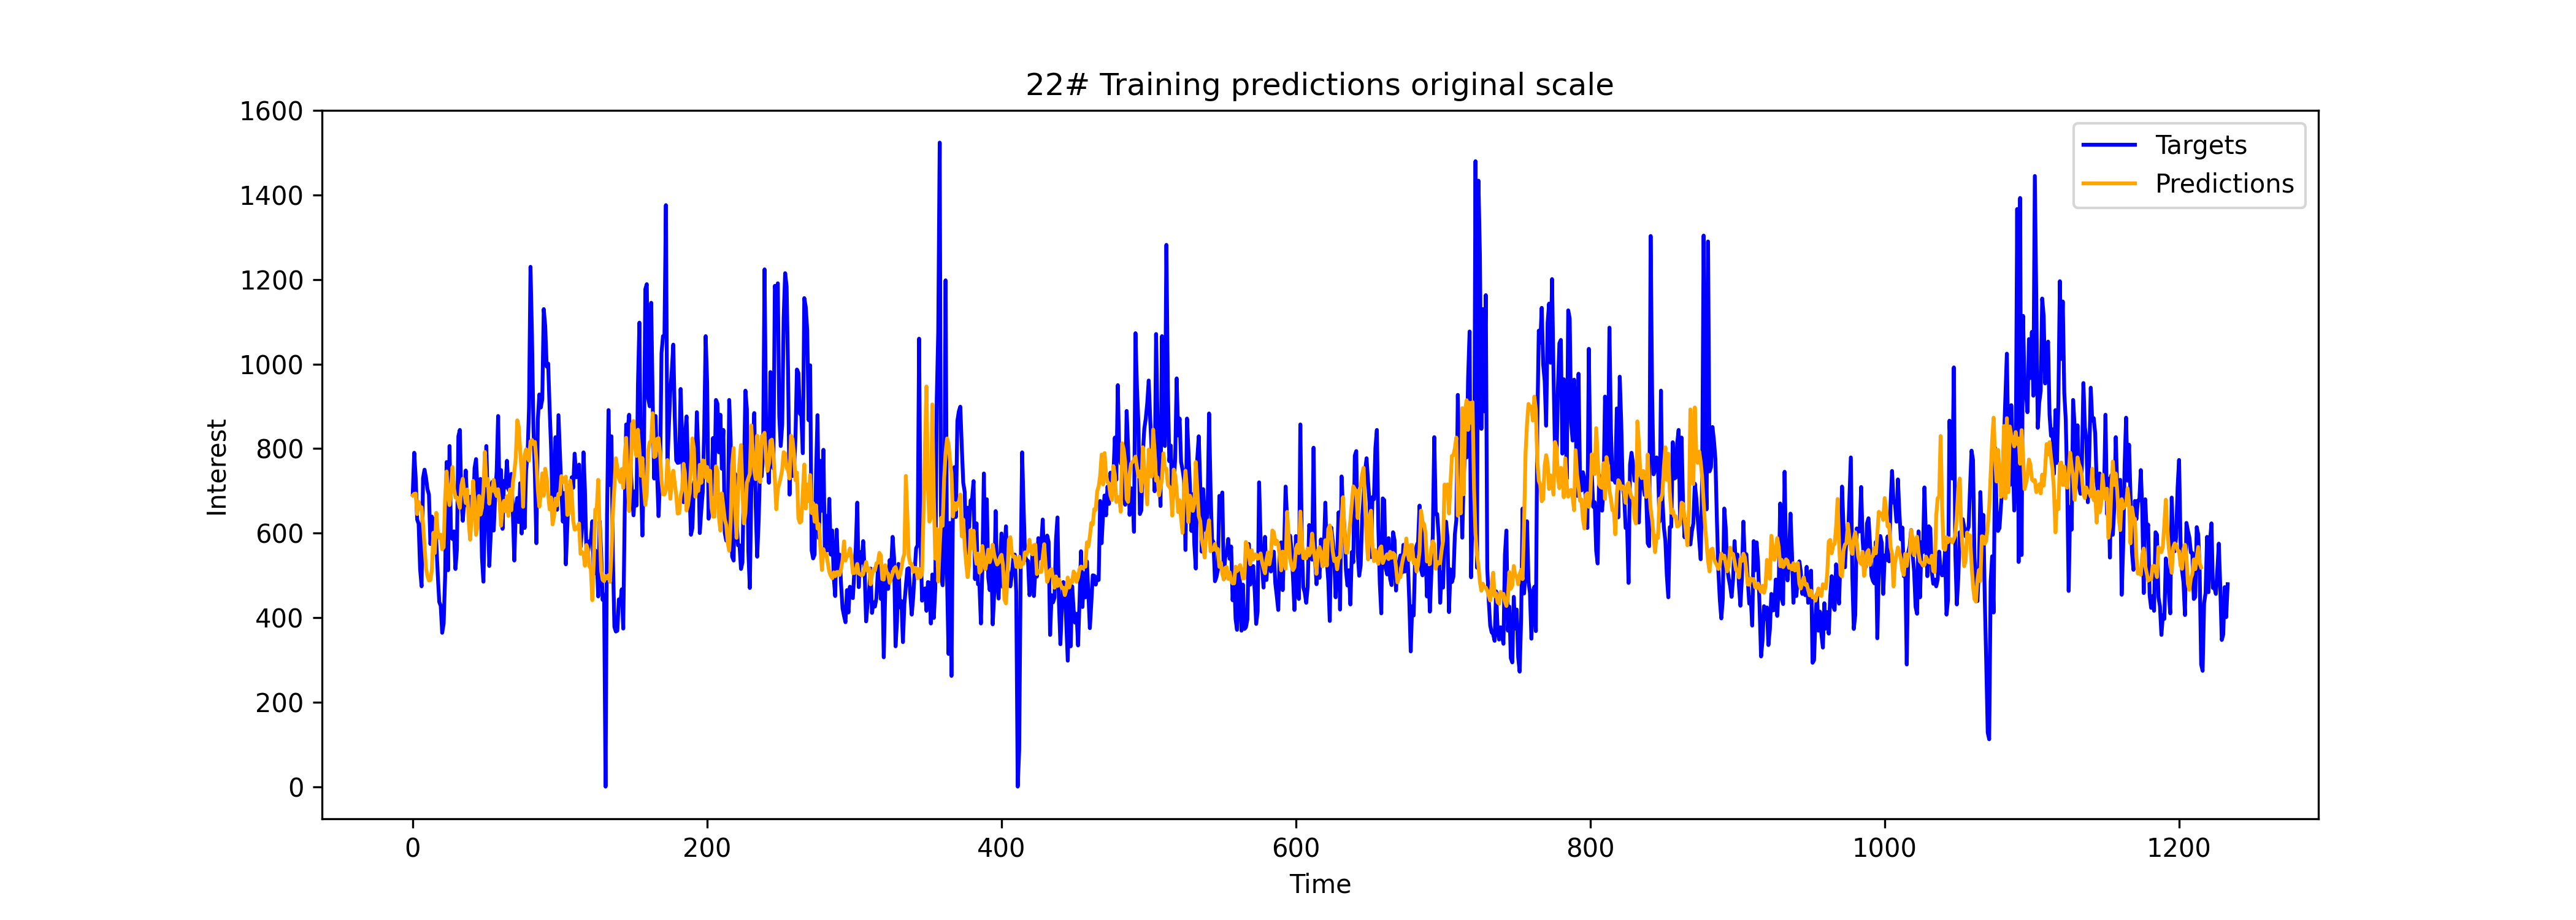 22# Training predictions original scale
1600
1400
1200
1000
800
600
400
200
0
Interest
Targets
Predictions
0 200 400 600 800 1000 1200
Time